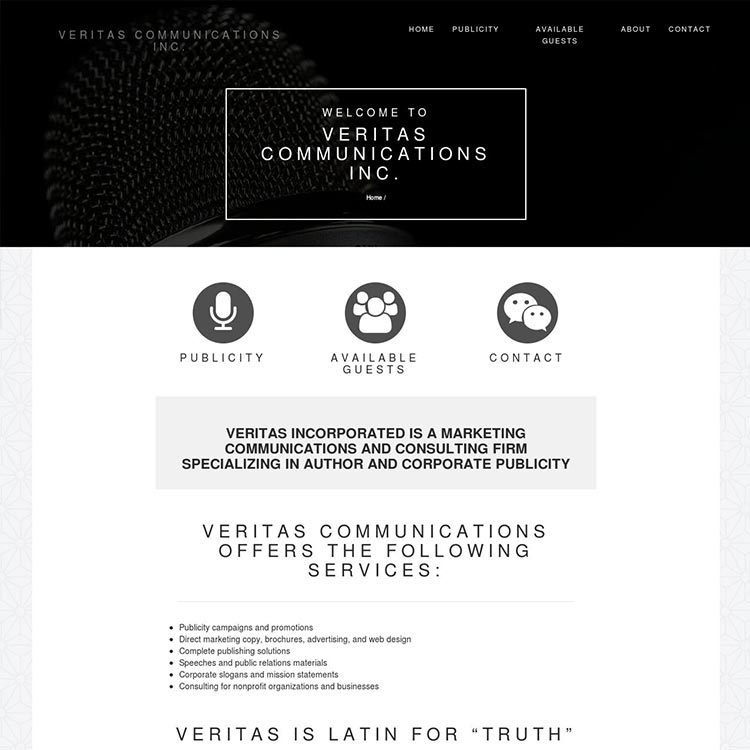 VERITAS COMMUNICATIONS
INC.
HOME
PUBLICITY
AVAILABLE
GUESTS
ABOUT
CONTACT
WELCOME TO
VERITAS
COMMUNICATIONS
INC.
Home /
PUBLICITY
AVAILABLE
GUESTS
CONTACT
VERITAS INCORPORATED IS A MARKETING
COMMUNICATIONS AND CONSULTING FIRM
SPECIALIZING IN AUTHOR AND CORPORATE PUBLICITY
VERITAS COMMUNICATIONS
OFFERS THE FOLLOWING
SERVICES:
• Publicity campaigns and promotions
• Direct marketing copy, brochures, advertising, and web design
• Complete publishing solutions
• Speeches and public relations materials
• Corporate slogans and mission statements
• Consulting for nonprofit organizations and businesses
VERITAS IS LATIN FOR “TRUTH”